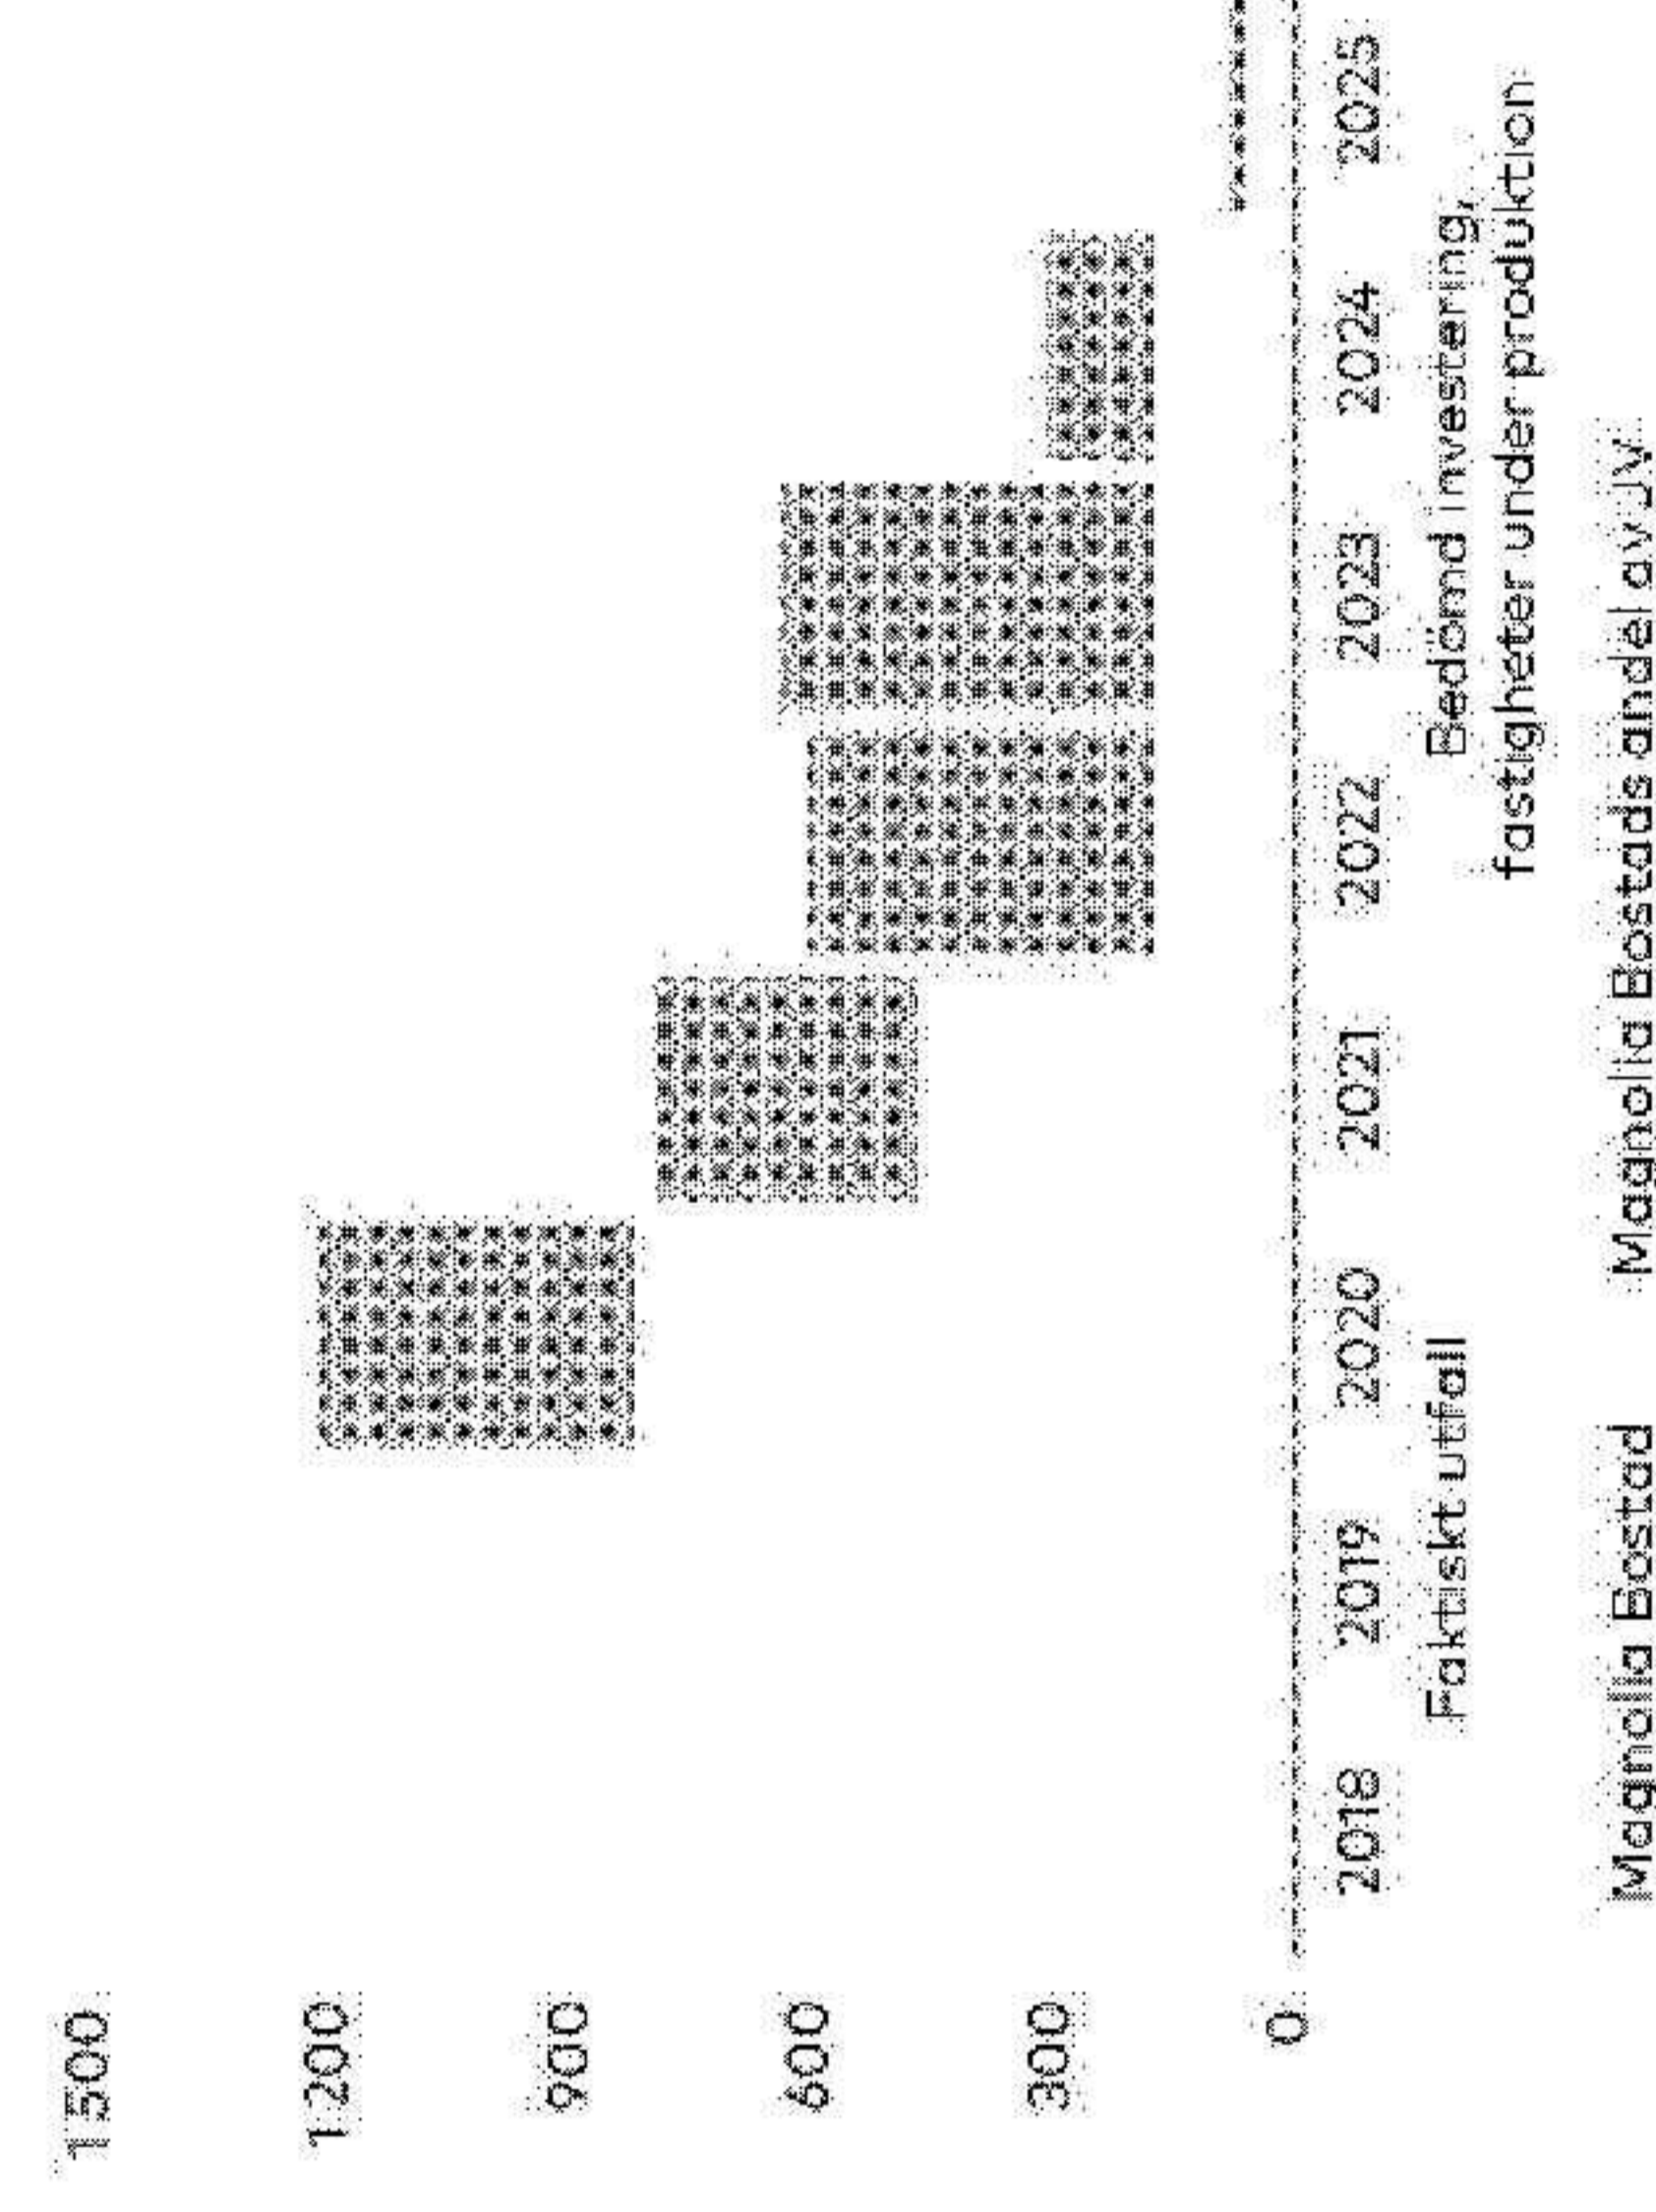 1 500
1 200
900
600
300
0
2018 2019 2020 2021 2022 2023 2024 2025
Faktiskt utfall Bedömd investering,
fastigheter under produktion
Magnolia Bostad Magnolia Bostads andel av JV